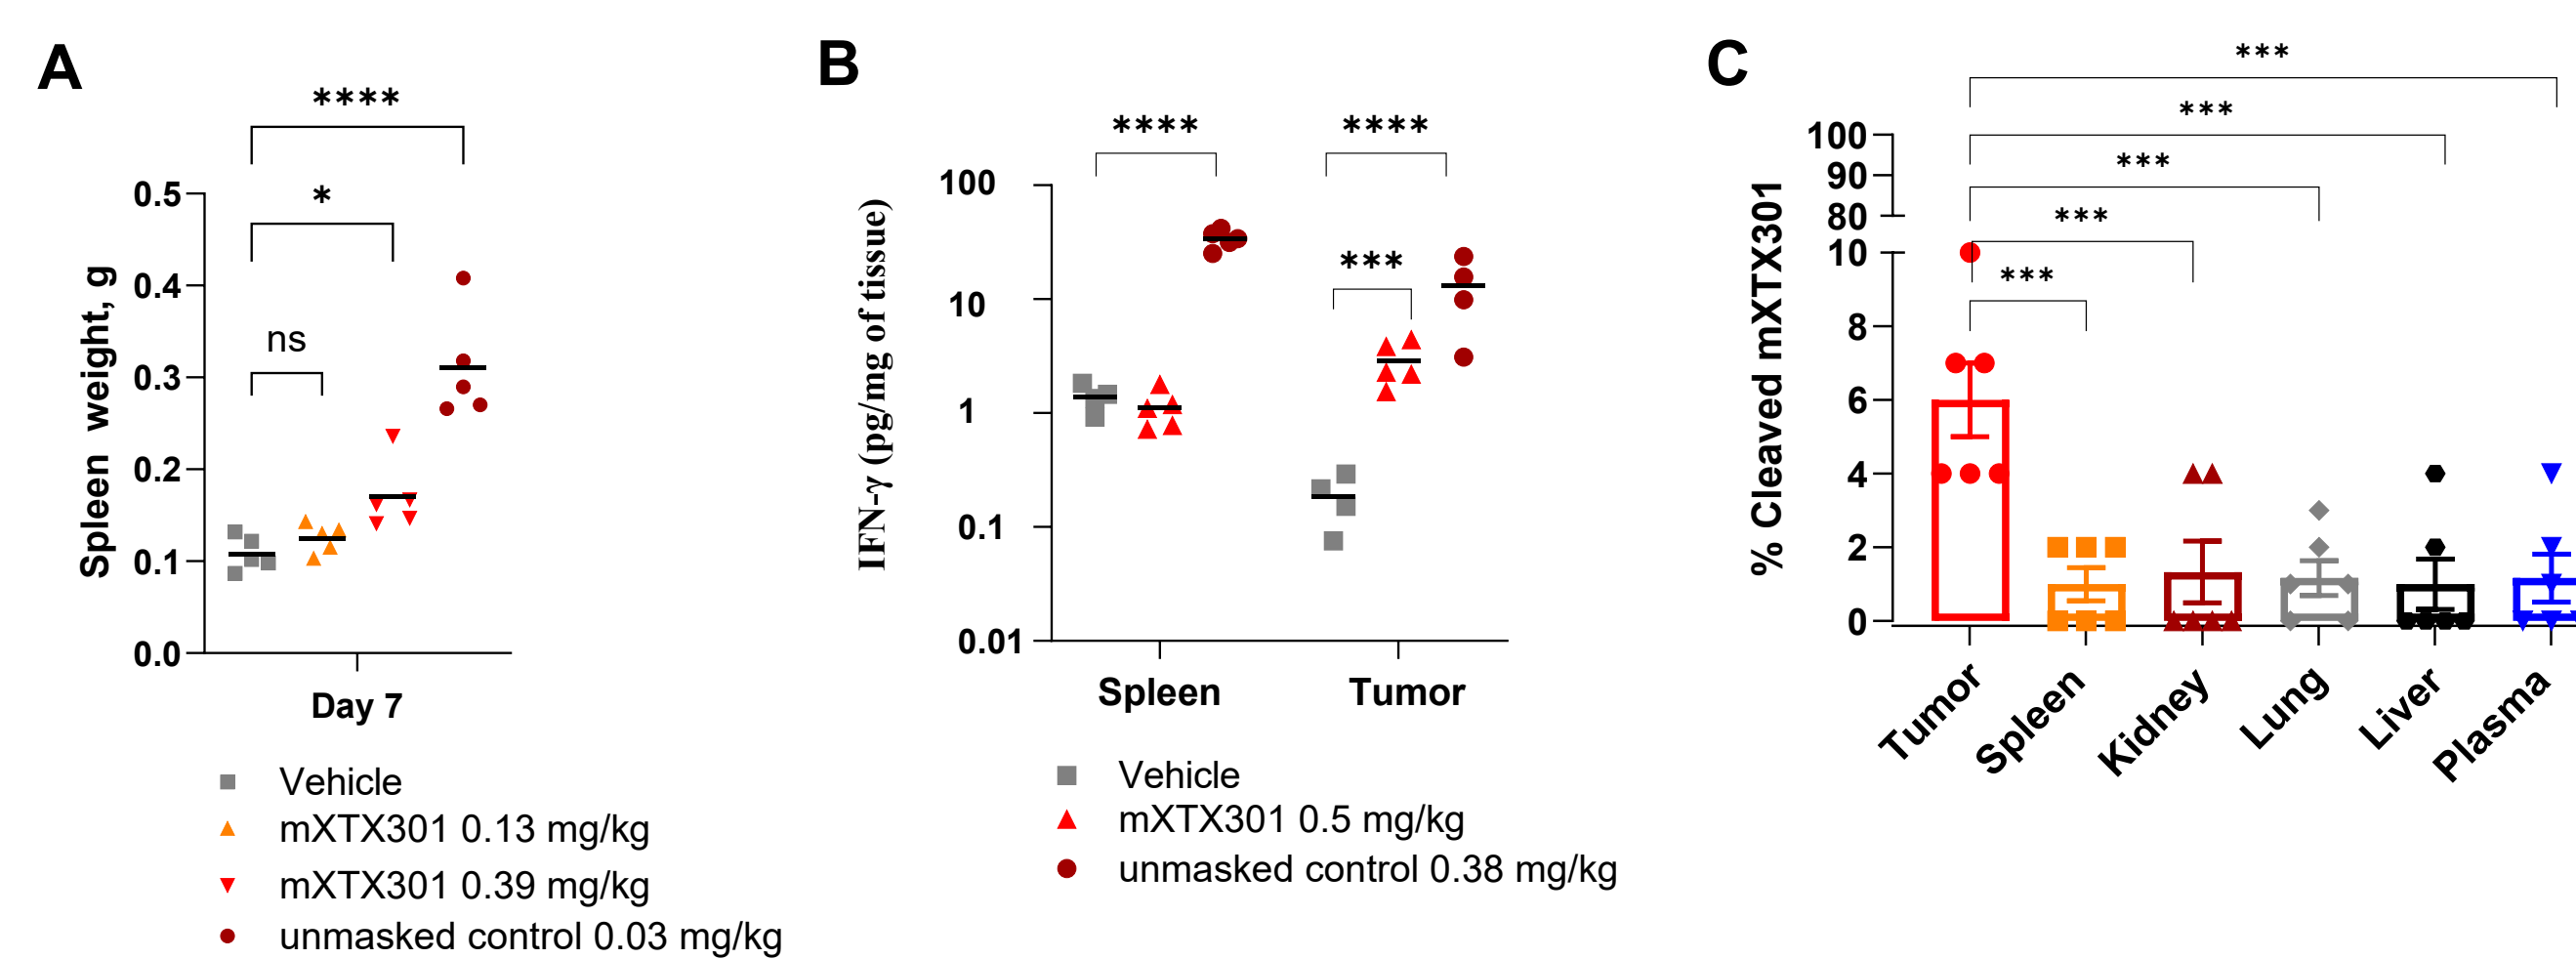 A
****
*
ns
0.5
0.4
0.3
0.2
0.1
0.0
Spleen weight, g
Day 7
Vehicle
mXTX301 0.13 mg/kg
mXTX301 0.39 mg/kg
unmasked control 0.03 mg/kg
B
**** ****
***
100
10
1
0.1
0.01
IFN-γ (pg/mg of tissue)
Spleen Tumor
Vehicle
mXTX301 0.5 mg/kg
unmasked control 0.38 mg/kg
C
***
***
***
***
***
100
90
80
10
8
6
4
2
0
% Cleaved mXTX301
Tumor
Spleen
Kidney
Lung
Liver
Plasma